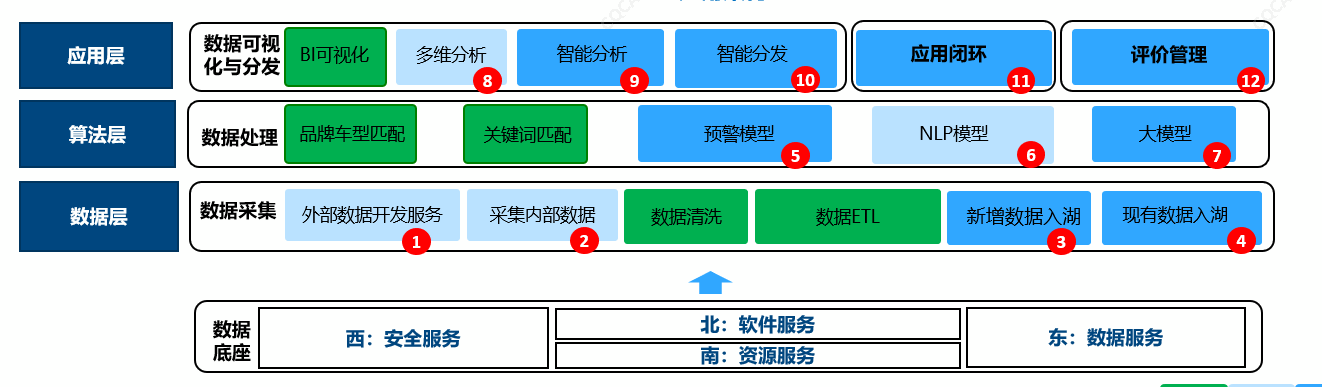 应用层
数据可视
化与分发
BI可视化
多维分析
8
智能分析
9
智能分发
10
应用闭环
11
评价管理
12
算法层
数据处理
品牌车型匹配
关键词匹配
预警模型
5
NLP模型
6
大模型
7
数据层
数据采集
外部数据开发服务
1
采集内部数据
2
数据清洗
数据ETL
新增数据入湖
3
现有数据入湖
4
数据
底座
西：安全服务
北：软件服务
南：资源服务
东：数据服务